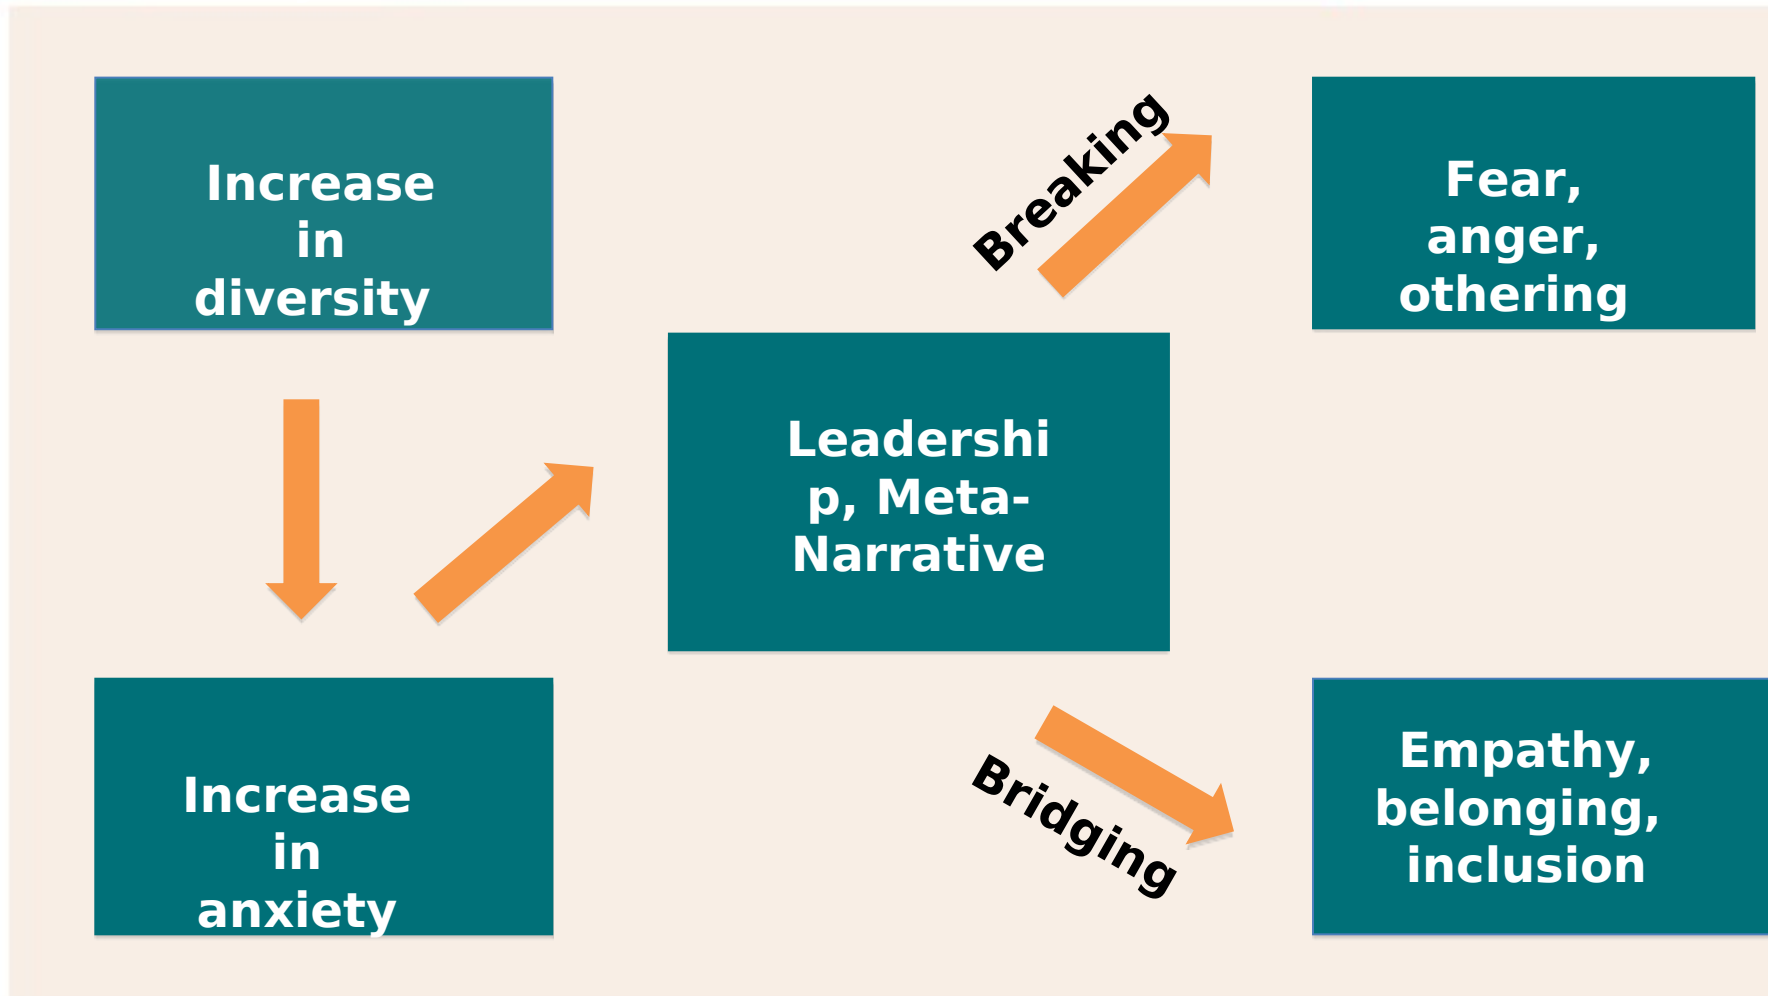 Increase
in
diversity
Increase
in
anxiety
Leadershi
p, Meta-
Narrative
Breaking
Fear,
anger,
othering
Bridging
Empathy,
belonging,
inclusion